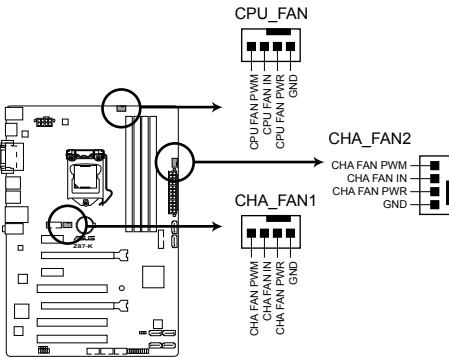 CPU_FAN
CPU FAN PWM
CPU FAN IN
CPU FAN PWR
GND
CHA_FAN2
CHA FAN PWM
CHA FAN IN
CHA FAN PWR
GND
CHA_FAN1
CHA FAN PWM
CHA FAN IN
CHA FAN PWR
GND
ASUS
Z87-K